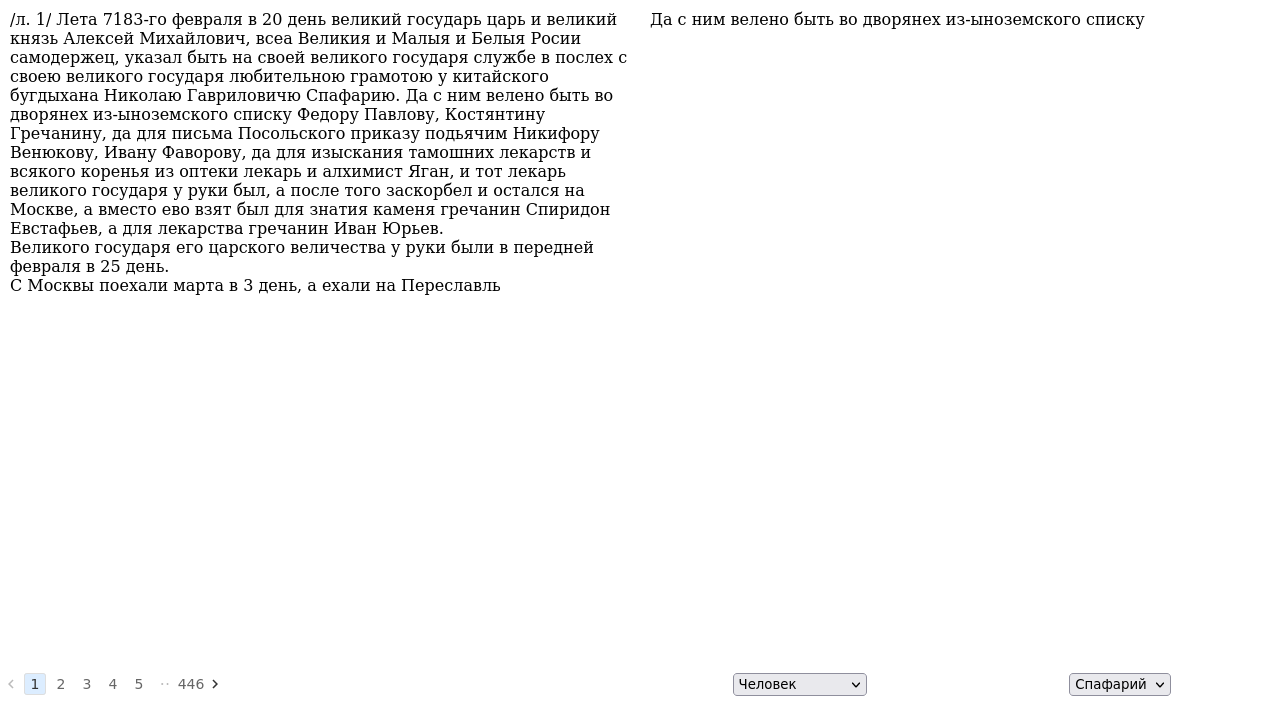 /л. 1/ Лета 7183-го февраля в 20 день великий государь царь и великий
князь Алексей Михайлович, всеа Великия и Малыя и Белыя Росии
самодержец, указал быть на своей великого государя службе в послех с
своею великого государя любительною грамотою у китайского
бугдыхана Николаю Гавриловичю Спафарию. Да с ним велено быть во
дворянех из-ыноземского списку Федору Павлову, Костянтину
Гречанину, да для письма Посольского приказу подьячим Никифору
Венюкову, Ивану Фаворову, да для изыскания тамошних лекарств и
всякого коренья из оптеки лекарь и алхимист Яган, и тот лекарь
великого государя у руки был, а после того заскорбел и остался на
Москве, а вместо ево взят был для знатия каменя гречанин Спиридон
Евстафьев, а для лекарства гречанин Иван Юрьев.
Великого государя его царского величества у руки были в передней
февраля в 25 день.
С Москвы поехали марта в 3 день, а ехали на Переславль
Да с ним велено быть во дворянех из-ыноземского списку
1 2 3 4 5 ·· 446
Человек
Спафарий